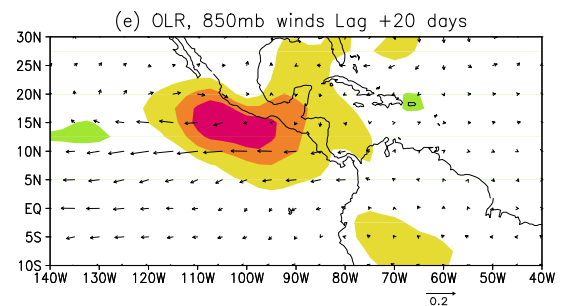 (e) OLR, 850mb winds Lag +20 days
30N
25N
20N
15N
10N
5N
EQ
5S
10S
140W 130W 120W 110W 100W 90W 80W 70W 60W 50W 40W
0.2